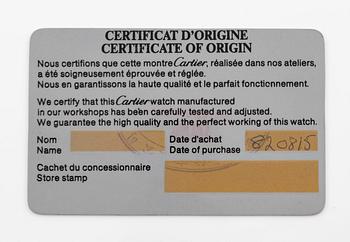 CERTIFICAT D'ORIGINE
CERTIFICATE OF ORIGIN
Nous certifions que cette montre Cartier, réalisée dans nos ateliers,
a été soigneusement éprouvée et réglée.
Nous en garantissons la haute qualité et le parfait fonctionnement.
We certify that this Cartier watch manufactured
in our workshops has been carefully tested and adjusted.
We guarantee the high quality and the perfect working of this watch.
Nom
Name
Date d'achat
Date of purchase
820815
Cachet du concessionnaire
Store stamp